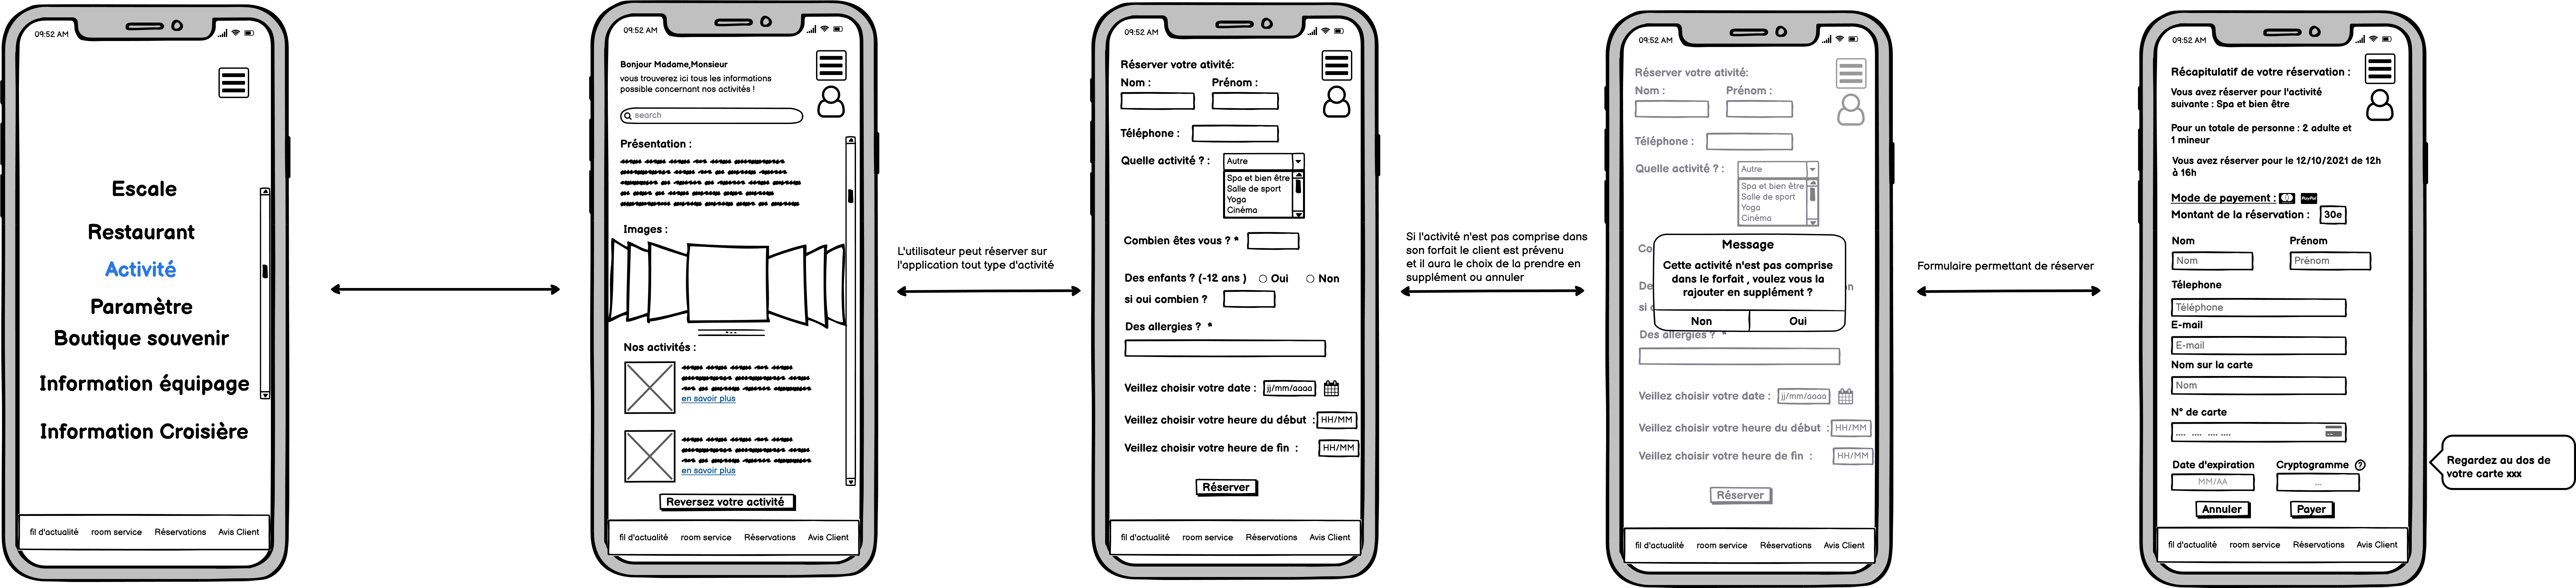 09:52 AM
Escale
Restaurant
Activité
Paramètre
Boutique souvenir
Information équipage
Information Croisière
fil d'actualité room service Réservations Avis Client
09:52 AM
Bonjour Madame,Monsieur
vous trouverez ici tous les informations
possible concernant nos activités !
search
Présentation :
Images :
Nos activités :
en savoir plus
en savoir plus
Reversez votre activité
fil d'actualité room service Réservations Avis Client
L'utilisateur peut réserver sur
l'application tout type d'activité
09:52 AM
Réserver votre ativité:
Nom : Prénom :
Téléphone :
Quelle activité ? : Autre
Spa et bien être
Salle de sport
Yoga
Cinéma
Combien êtes vous ? *
Des enfants ? (-12 ans ) Oui Non
si oui combien ?
Des allergies ? *
Veillez choisir votre date : jj/mm/aaaa
Veillez choisir votre heure du début : HH/MM
Veillez choisir votre heure de fin : HH/MM
Réserver
fil d'actualité room service Réservations Avis Client
Si l'activité n'est pas comprise dans
son forfait le client est prévenu
et il aura le choix de la prendre en
supplément ou annuler
09:52 AM
Réserver votre ativité:
Nom : Prénom :
Téléphone :
Quelle activité ? : Autre
Spa et bien être
Salle de sport
Yoga
Cinéma
Co
Message
Cette activité n'est pas comprise
dans le forfait , voulez vous la
rajouter en supplément ?
De n
si c
Non Oui
Des allergies ? *
Veillez choisir votre date : jj/mm/aaaa
Veillez choisir votre heure du début : HH/MM
Veillez choisir votre heure de fin : HH/MM
Réserver
fil d'actualité room service Réservations Avis Client
Formulaire permettant de réserver
09:52 AM
Récapitulatif de votre réservation :
Vous avez réserver pour l'activité
suivante : Spa et bien être
Pour un totale de personne : 2 adulte et
1 mineur
Vous avez réserver pour le 12/10/2021 de 12h
à 16h
Mode de payement : PayPal
Montant de la réservation : 30e
Nom Prénom
Nom Prénom
Télephone
Téléphone
E-mail
E-mail
Nom sur la carte
Nom
N° de carte
.... .... .... ....
Date d'expiration Cryptogramme ?
MM/AA ...
Annuler Payer
fil d'actualité room service Réservations Avis Client
Regardez au dos de
votre carte xxx